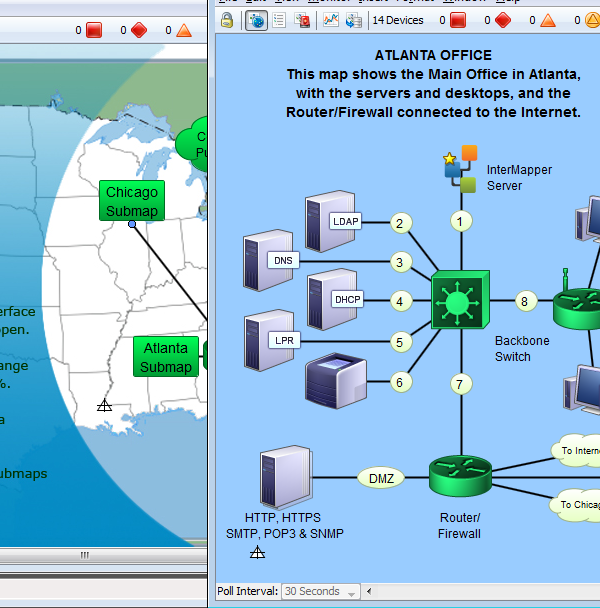 0 0 0
C
Pu
Chicago
Submap
erface
open.
ange
%.
a
ubmaps
Atlanta
Submap
14 Devices 0 0 0 0
ATLANTA OFFICE
This map shows the Main Office in Atlanta,
with the servers and desktops, and the
Router/Firewall connected to the Internet.
InterMapper
Server
1
LDAP 2
DNS 3
DHCP 4
8
LPR 5
Backbone
Switch
6
7
To Intern
DMZ
To Chicag
HTTP, HTTPS
SMTP, POP3 & SNMP
Router/
Firewall
Poll Interval: 30 Seconds